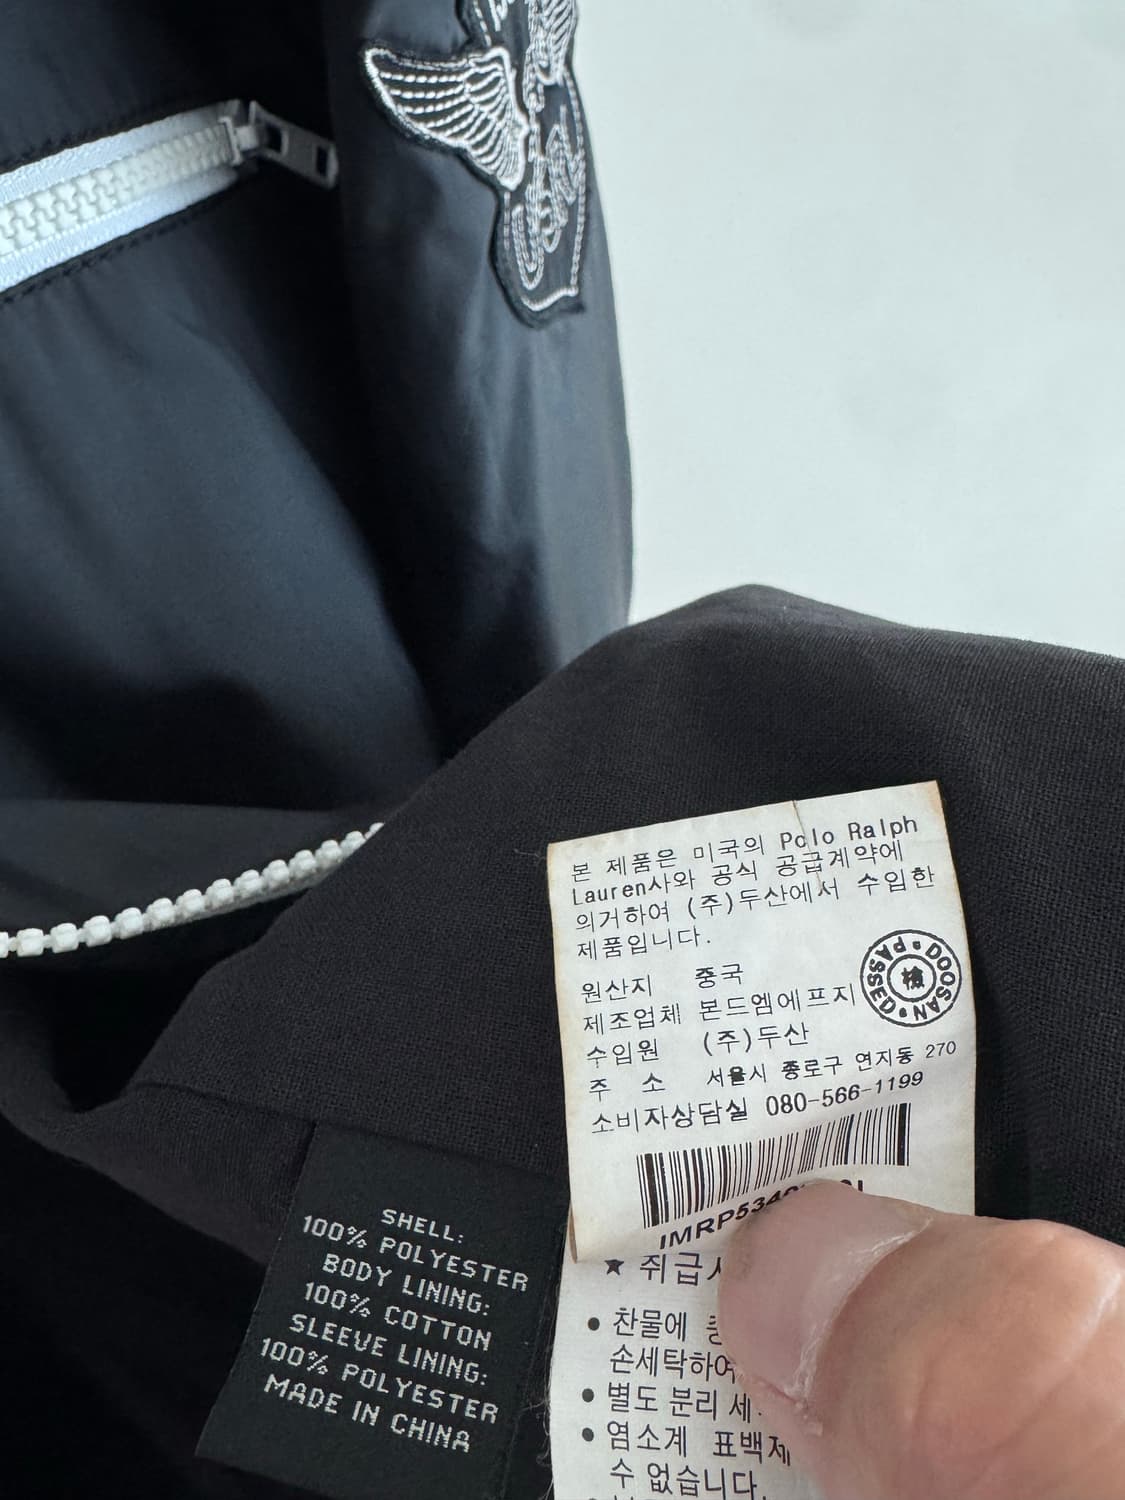 본 제품은 미국의 Polo Ralph
Lauren사와 공식 공급계약에
의거하여 (주)두산에서 수입한
제품입니다.
원산지 중국
제조업체 본드엠에프지
수입원 (주)두산
주 소 서울시 종로구 연지동 270
소비자상담실 080-566-1199
PASSED • DOOSAN •
檢
IMRP534
★ 취급
• 찬물에
손세탁하여
• 별도 분리 세
• 염소계 표백제
수 없습니다.
SHELL:
100% POLYESTER
BODY LINING:
100% COTTON
SLEEVE LINING:
100% POLYESTER
MADE IN CHINA